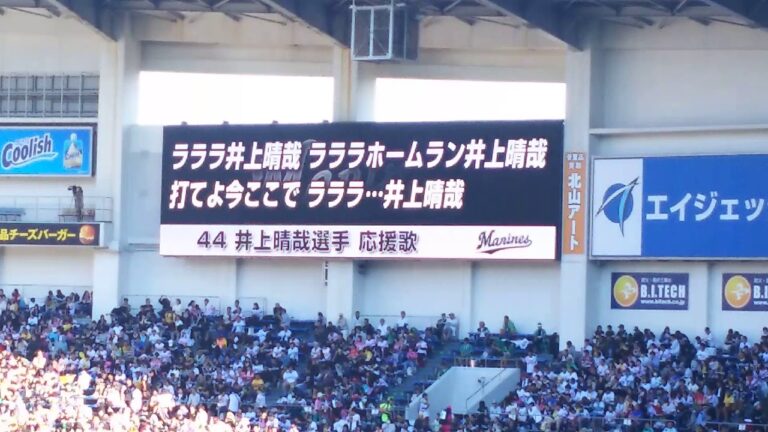 ラララ井上晴哉 ラララホームラン井上晴哉
打てよ今ここで ラララ…井上晴哉
44 井上晴哉選手 応援歌
Marines
Coolish
品チーズバーガー
北山アート
エイジェッ
B.I.TECH
B.I.TECH